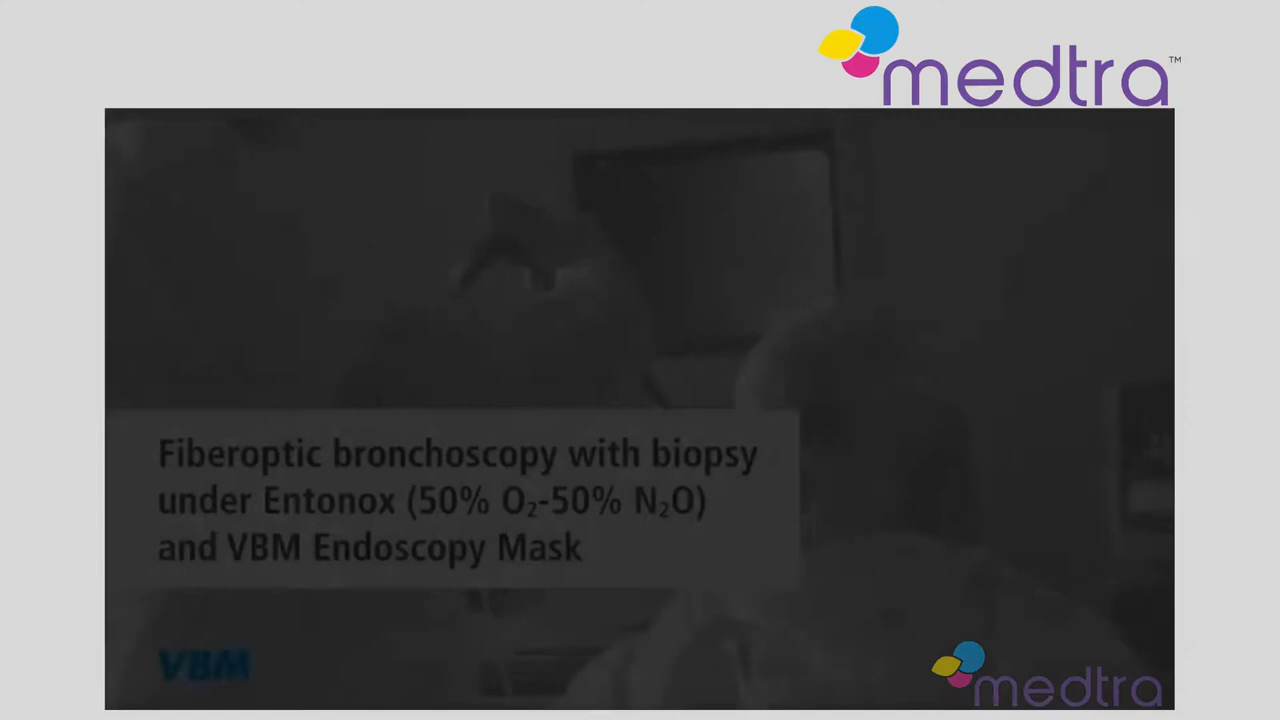 medtra™
Fiberoptic bronchoscopy with biopsy
under Entonox (50% O₂-50% N₂O)
and VBM Endoscopy Mask
VBM
medtra